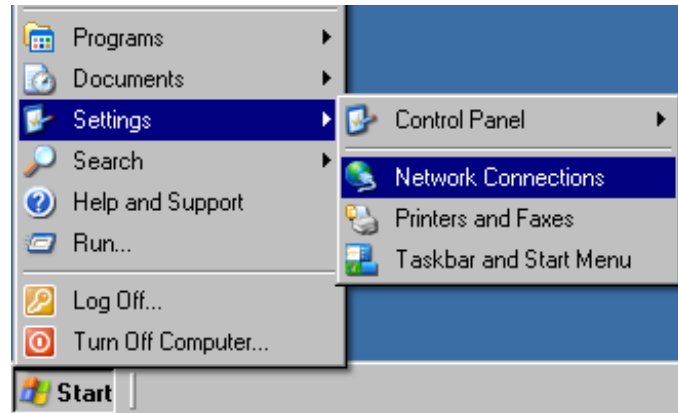 Programs
Documents
Settings
Search
Help and Support
Run...
Log Off...
Turn Off Computer...
Control Panel
Network Connections
Printers and Faxes
Taskbar and Start Menu
Start